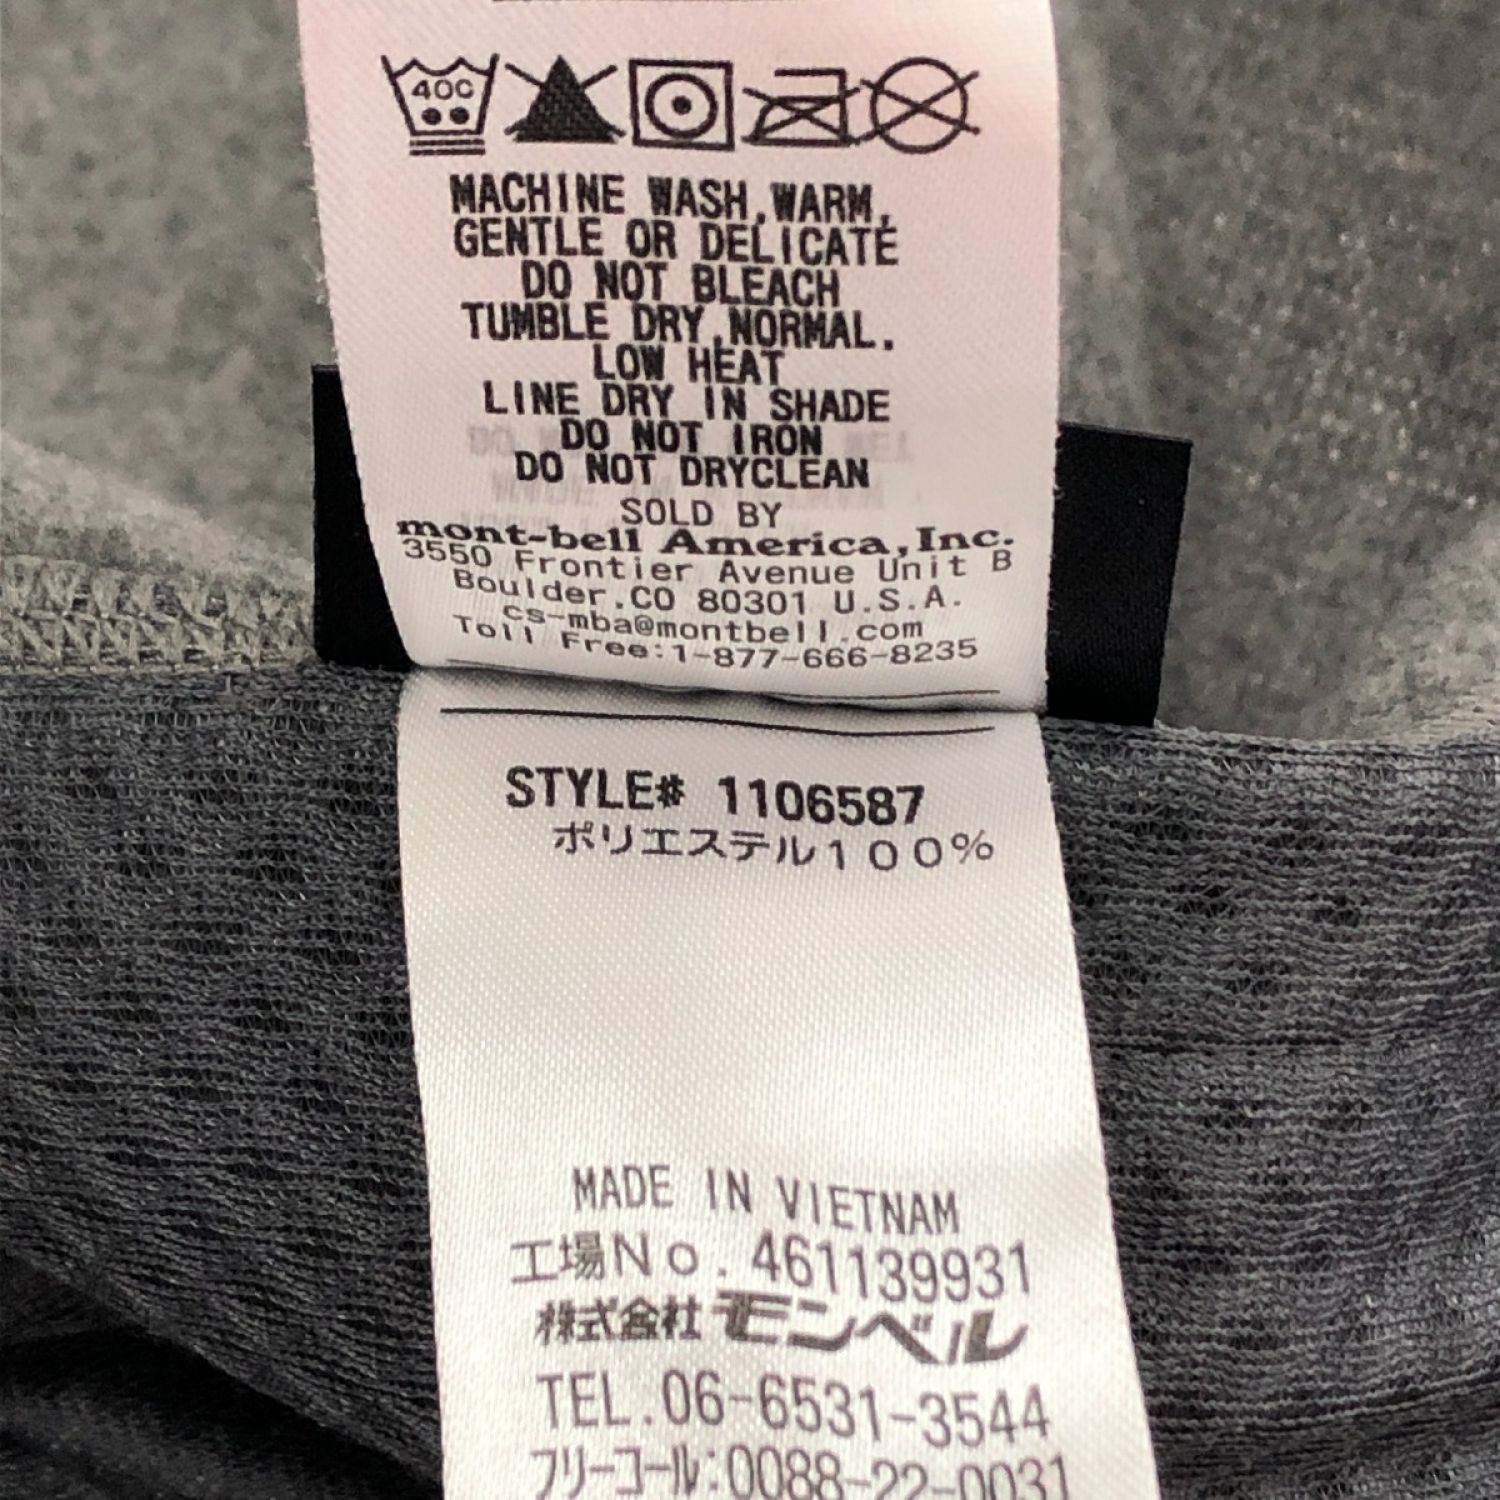 40C
MACHINE WASH,WARM,
GENTLE OR DELICATE
DO NOT BLEACH
TUMBLE DRY,NORMAL.
LOW HEAT
LINE DRY IN SHADE
DO NOT IRON
DO NOT DRYCLEAN
SOLD BY
mont-bell America,Inc.
3550 Frontier Avenue Unit B
Boulder.CO 80301 U.S.A.
cs-mba@montbell.com
Toll Free:1-877-666-8235
STYLE# 1106587
ポリエステル100%
MADE IN VIETNAM
工場No.461139931
株式会社モンベル
TEL.06-6531-3544
フリーコール:0088-22-0031